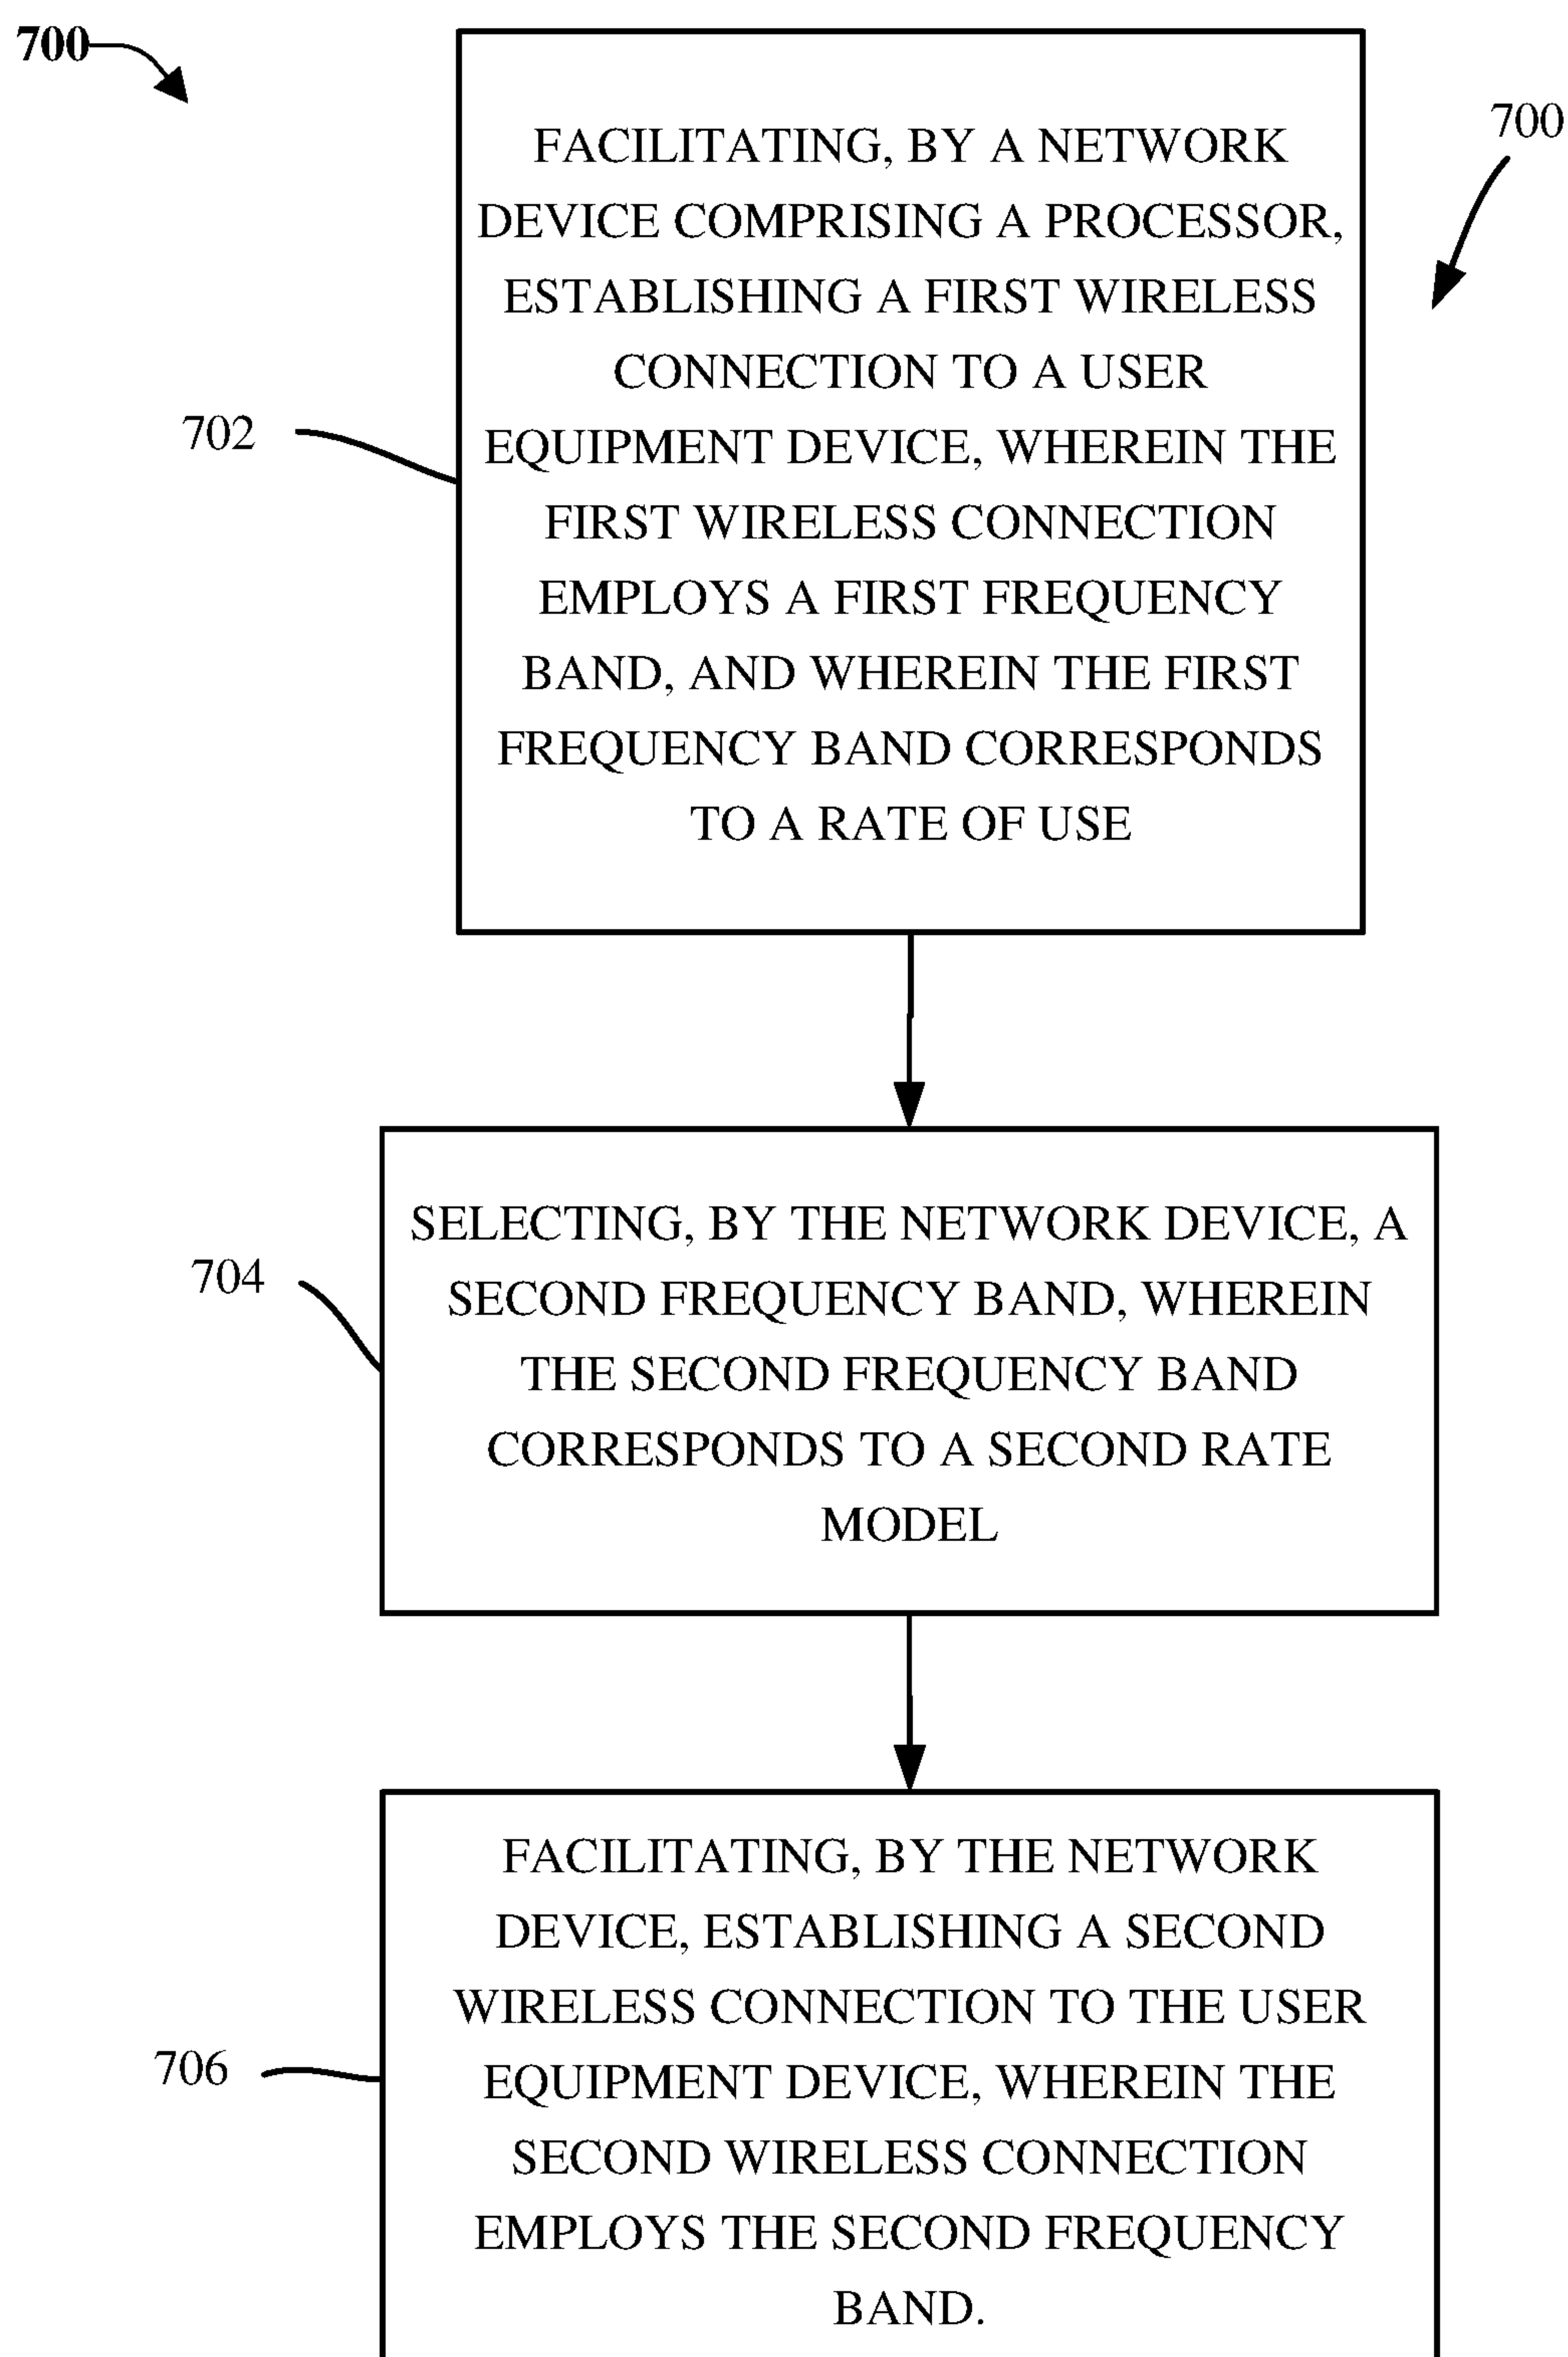 700
700
FACILITATING, BY A NETWORK
DEVICE COMPRISING A PROCESSOR,
ESTABLISHING A FIRST WIRELESS
CONNECTION TO A USER
EQUIPMENT DEVICE, WHEREIN THE
FIRST WIRELESS CONNECTION
EMPLOYS A FIRST FREQUENCY
BAND, AND WHEREIN THE FIRST
FREQUENCY BAND CORRESPONDS
TO A RATE OF USE
702
SELECTING, BY THE NETWORK DEVICE, A
SECOND FREQUENCY BAND, WHEREIN
THE SECOND FREQUENCY BAND
CORRESPONDS TO A SECOND RATE
MODEL
704
FACILITATING, BY THE NETWORK
DEVICE, ESTABLISHING A SECOND
WIRELESS CONNECTION TO THE USER
EQUIPMENT DEVICE, WHEREIN THE
SECOND WIRELESS CONNECTION
EMPLOYS THE SECOND FREQUENCY
BAND.
706